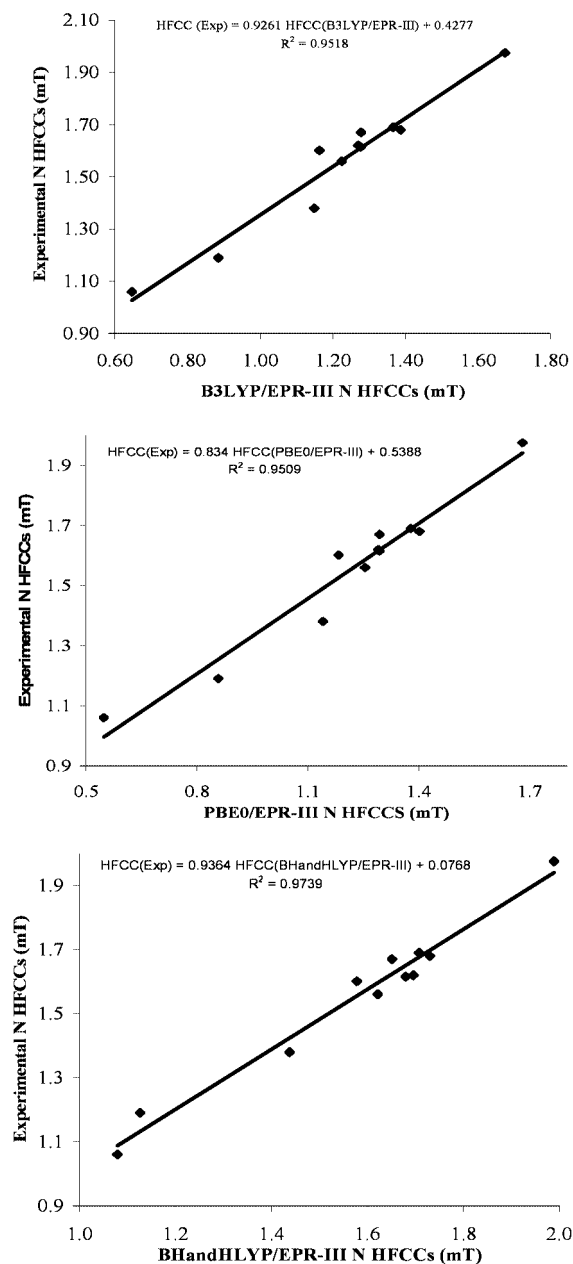 HFCC (Exp) = 0.9261 HFCC(B3LYP/EPR-III) + 0.4277
R² = 0.9518
2.10
1.90
1.70
1.50
1.30
1.10
0.90
Experimental N HFCCs (mT)
0.60 0.80 1.00 1.20 1.40 1.60 1.80
B3LYP/EPR-III N HFCCs (mT)
HFCC(Exp) = 0.834 HFCC(PBE0/EPR-III) + 0.5388
R² = 0.9509
1.9
1.7
1.5
1.3
1.1
0.9
Experimental N HFCCs (mT)
0.5 0.8 1.1 1.4 1.7
PBE0/EPR-III N HFCCS (mT)
HFCC(Exp) = 0.9364 HFCC(BHandHLYP/EPR-III) + 0.0768
R² = 0.9739
1.9
1.7
1.5
1.3
1.1
0.9
Experimental N HFCCs (mT)
1.0 1.2 1.4 1.6 1.8 2.0
BHandHLYP/EPR-III N HFCCs (mT)